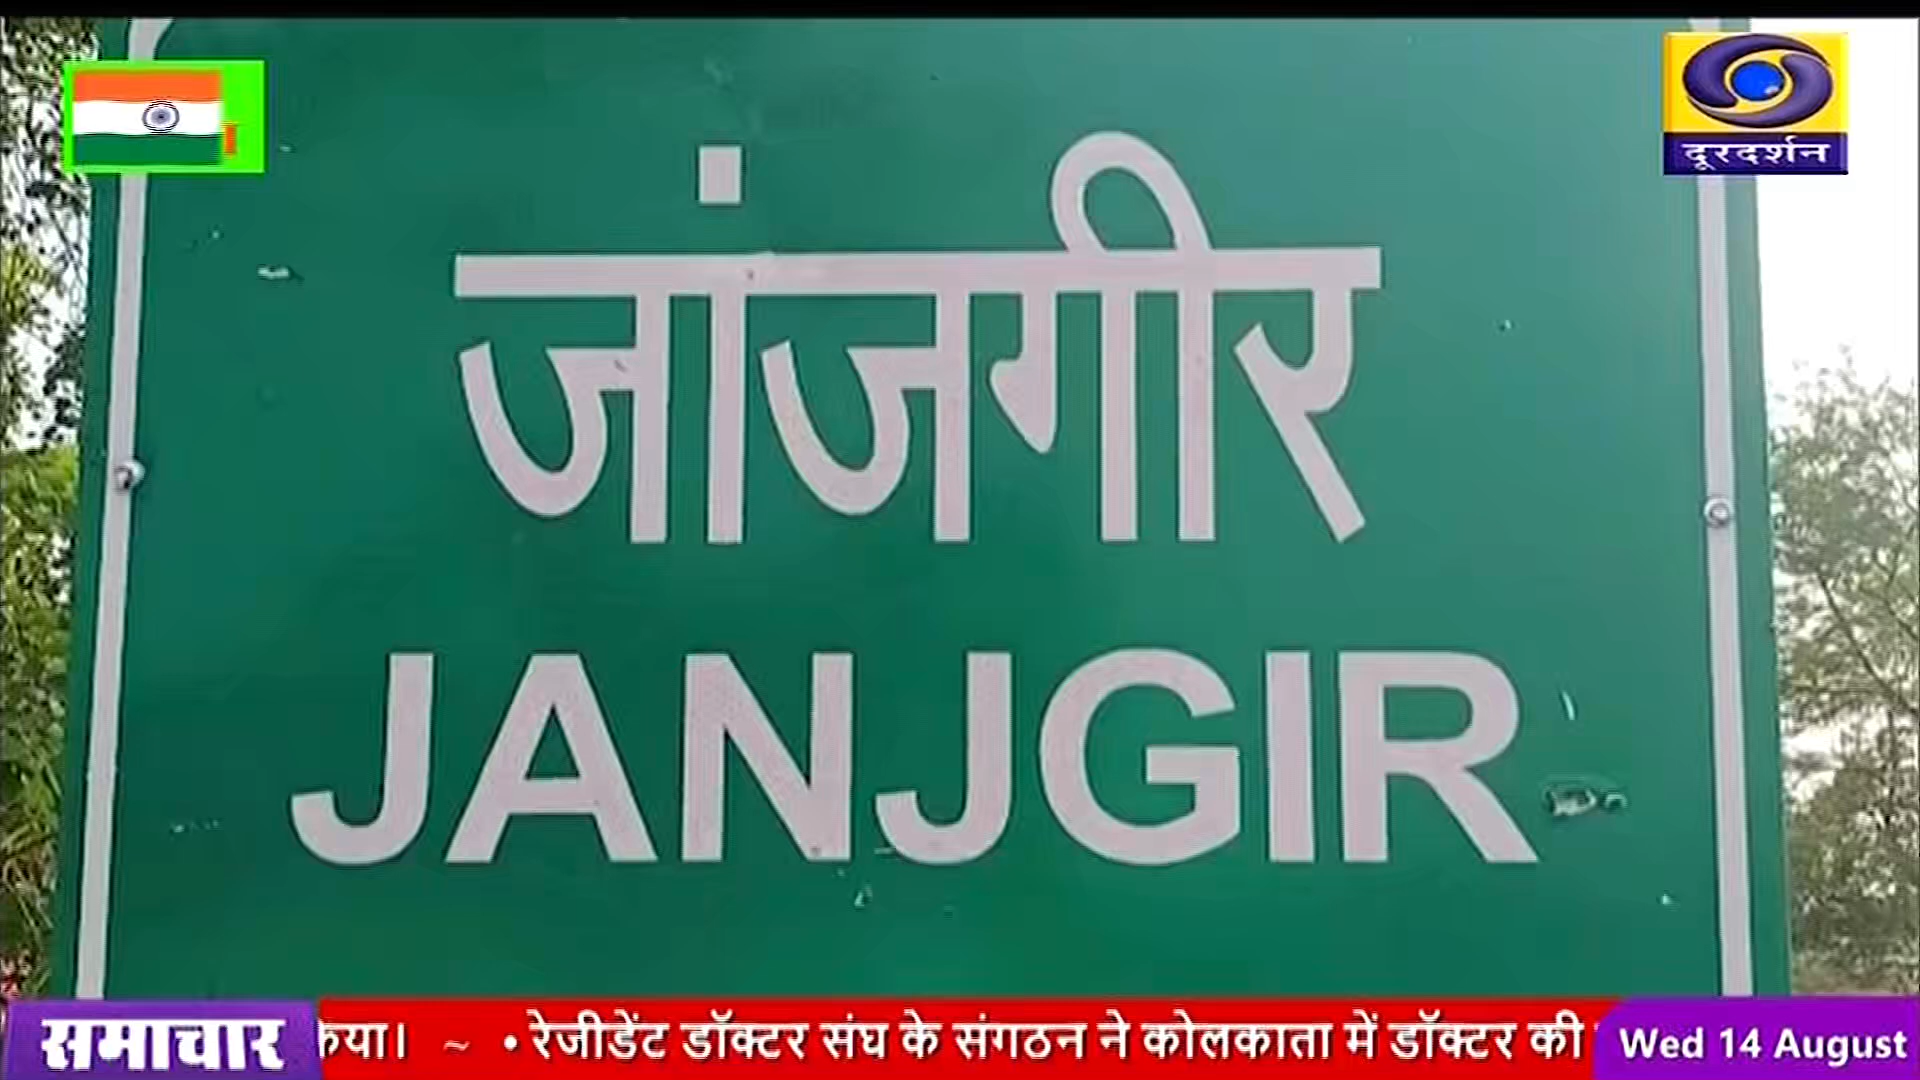 दूरदर्शन
जांजगीर
JANJGIR
समाचार
किया। ~ • रेजीडेंट डॉक्टर संघ के संगठन ने कोलकाता में डॉक्टर की
Wed 14 August